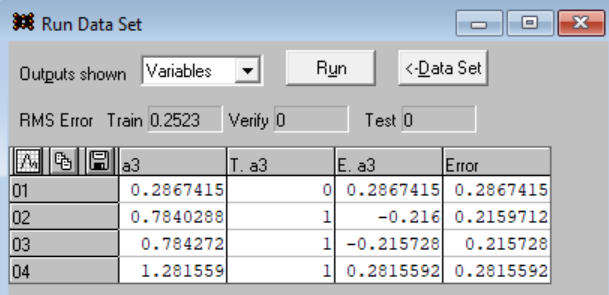 Run Data Set
Outputs shown Variables Run <-Data Set
RMS Error Train 0.2523 Verify 0 Test 0
a3 T. a3 E. a3 Error
01 0.2867415 0 0.2867415 0.2867415
02 0.7840288 1 -0.216 0.2159712
03 0.784272 1 -0.215728 0.215728
04 1.281559 1 0.2815592 0.2815592